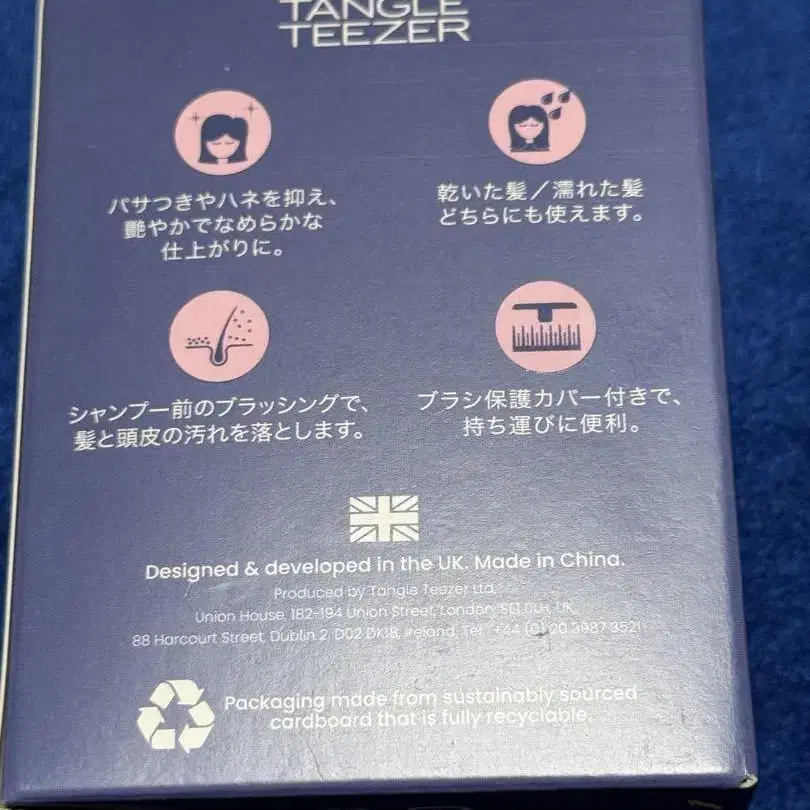 TANGLE
TEEZER
パサつきやハネを抑え、
艶やかでなめらかな
仕上がりに。
乾いた髪／濡れた髪
どちらにも使えます。
シャンプー前のブラッシングで、
髪と頭皮の汚れを落とします。
ブラシ保護カバー付きで、
持ち運びに便利。
Designed & developed in the UK. Made in China.
Produced by Tangle Teezer Ltd.
Union House, 182-194 Union Street, London, SE1 0LH, UK,
88 Harcourt Street, Dublin 2, D02 DK18, Ireland, Tel : +44 (0) 20 3987 3521
Packaging made from sustainably sourced
cardboard that is fully recyclable.